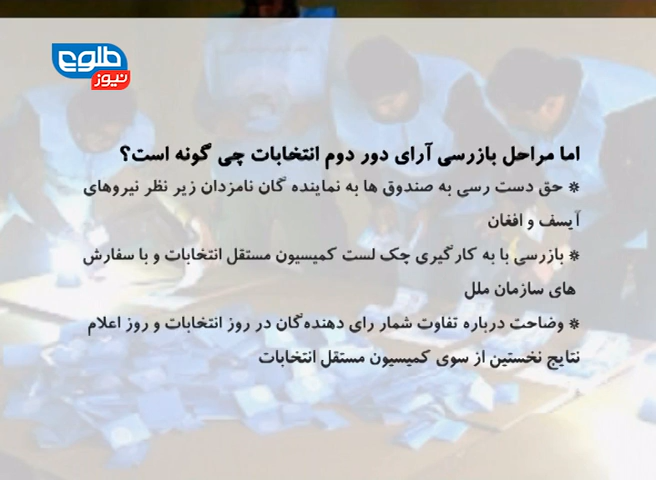 طلوع
نیوز
اما مراحل بازرسی آرای دور دوم انتخابات چی گونه است؟
* حق دست رسی به صندوق ها به نماینده گان نامزدان زیر نظر نیروهای
آیسف و افغان
* بازرسی با به کارگیری چک لست کمیسیون مستقل انتخابات و با سفارش
های سازمان ملل
* وضاحت درباره تفاوت شمار رای دهنده‌گان در روز انتخابات و روز اعلام
نتایج نخستین از سوی کمیسیون مستقل انتخابات